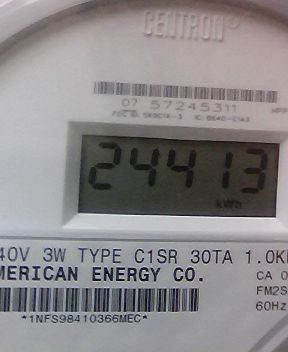 CENTRON®
07 57245311
24413
kWh
40V 3W TYPE C1SR 30TA 1.0K
MERICAN ENERGY CO.
CA 0
FM2S
60Hz
*1NFS98410366MEC*